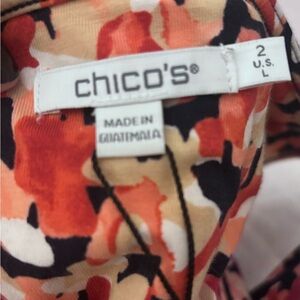 chico's®
2
U.S.
L
MADE IN
GUATEMALA